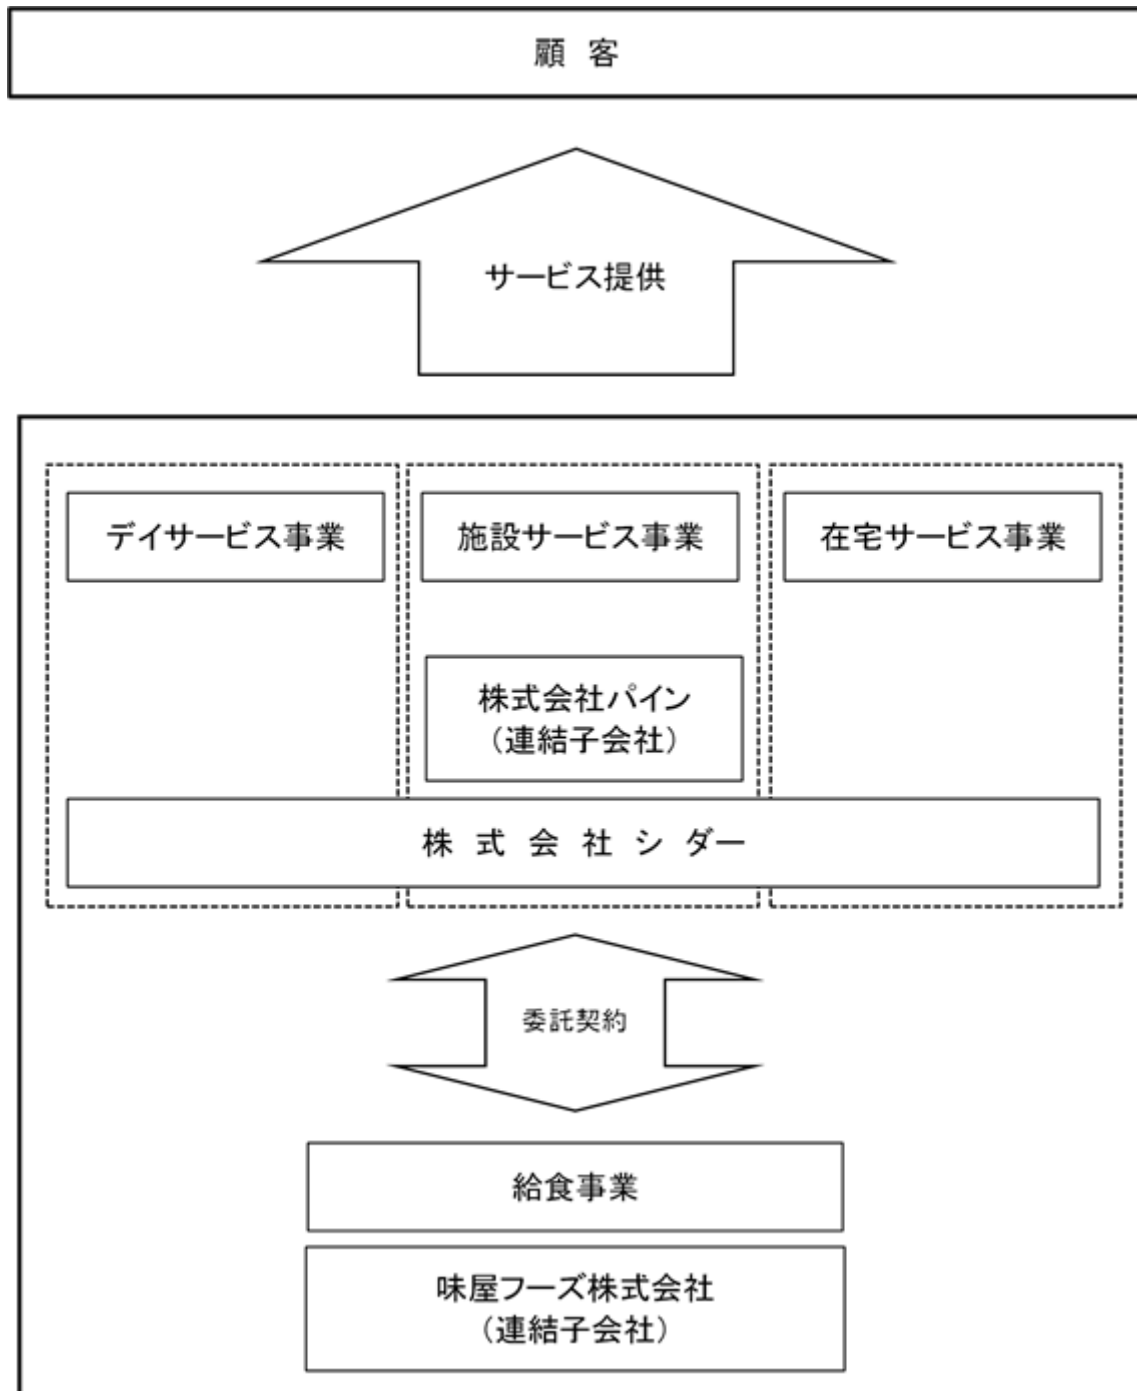 顧 客
サービス提供
デイサービス事業
施設サービス事業
在宅サービス事業
株式会社パイン
（連結子会社）
株 式 会 社 シ ダー
委託契約
給食事業
味屋フーズ株式会社
（連結子会社）